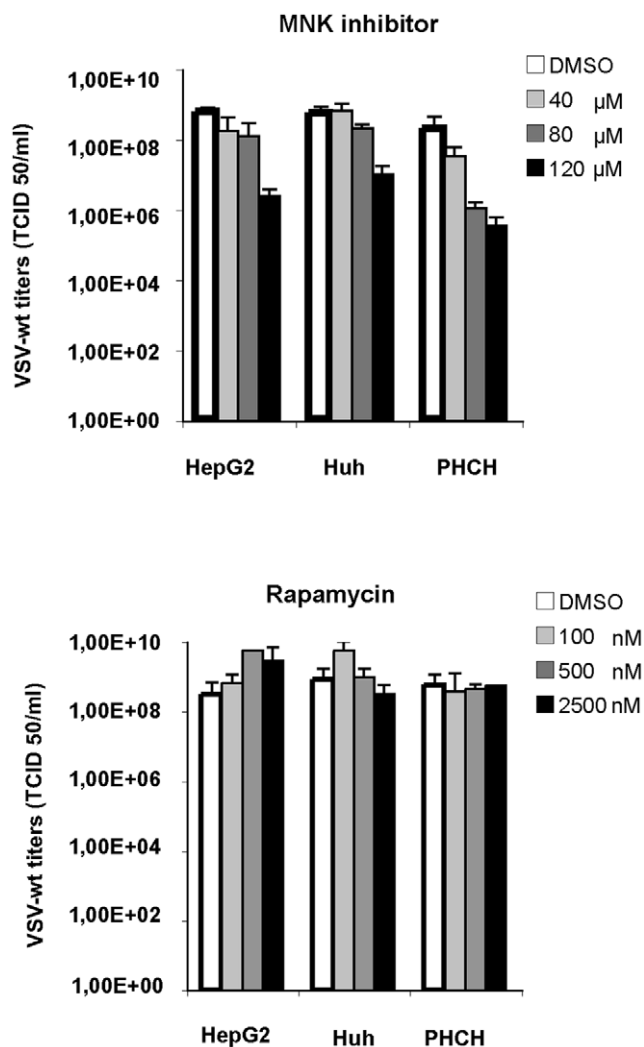 MNK inhibitor
DMSO
40 µM
80 µM
120 µM
VSV-wt titers (TCID 50/ml)
1,00E+10
1,00E+08
1,00E+06
1,00E+04
1,00E+02
1,00E+00
HepG2 Huh PHCH
Rapamycin
DMSO
100 nM
500 nM
2500 nM
VSV-wt titers (TCID 50/ml)
1,00E+10
1,00E+08
1,00E+06
1,00E+04
1,00E+02
1,00E+00
HepG2 Huh PHCH